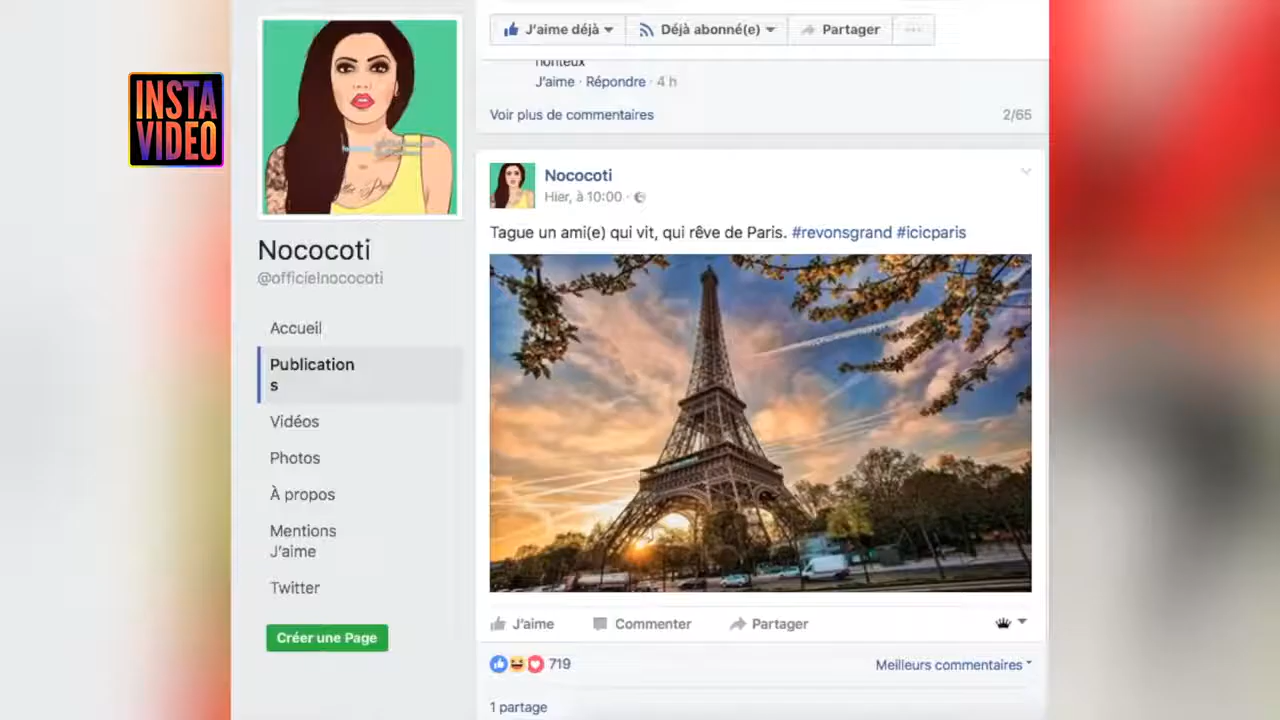 INSTA
VIDEO
J'aime déjà
Déjà abonné(e)
Partager
honteux
J'aime · Répondre · 4 h
Voir plus de commentaires
2/65
Nococoti
@officielnococoti
Accueil
Publication
s
Vidéos
Photos
À propos
Mentions
J'aime
Twitter
Créer une Page
Nococoti
Hier, à 10:00 ·
Tague un ami(e) qui vit, qui rêve de Paris. #revonsgrand #icicparis
J'aime
Commenter
Partager
719
Meilleurs commentaires
1 partage